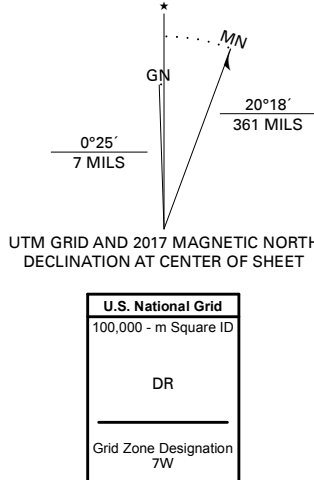 ★
MN
GN
0°25´
7 MILS
20°18´
361 MILS
UTM GRID AND 2017 MAGNETIC NORTH
DECLINATION AT CENTER OF SHEET
U.S. National Grid
100,000 - m Square ID
DR
Grid Zone Designation
7W